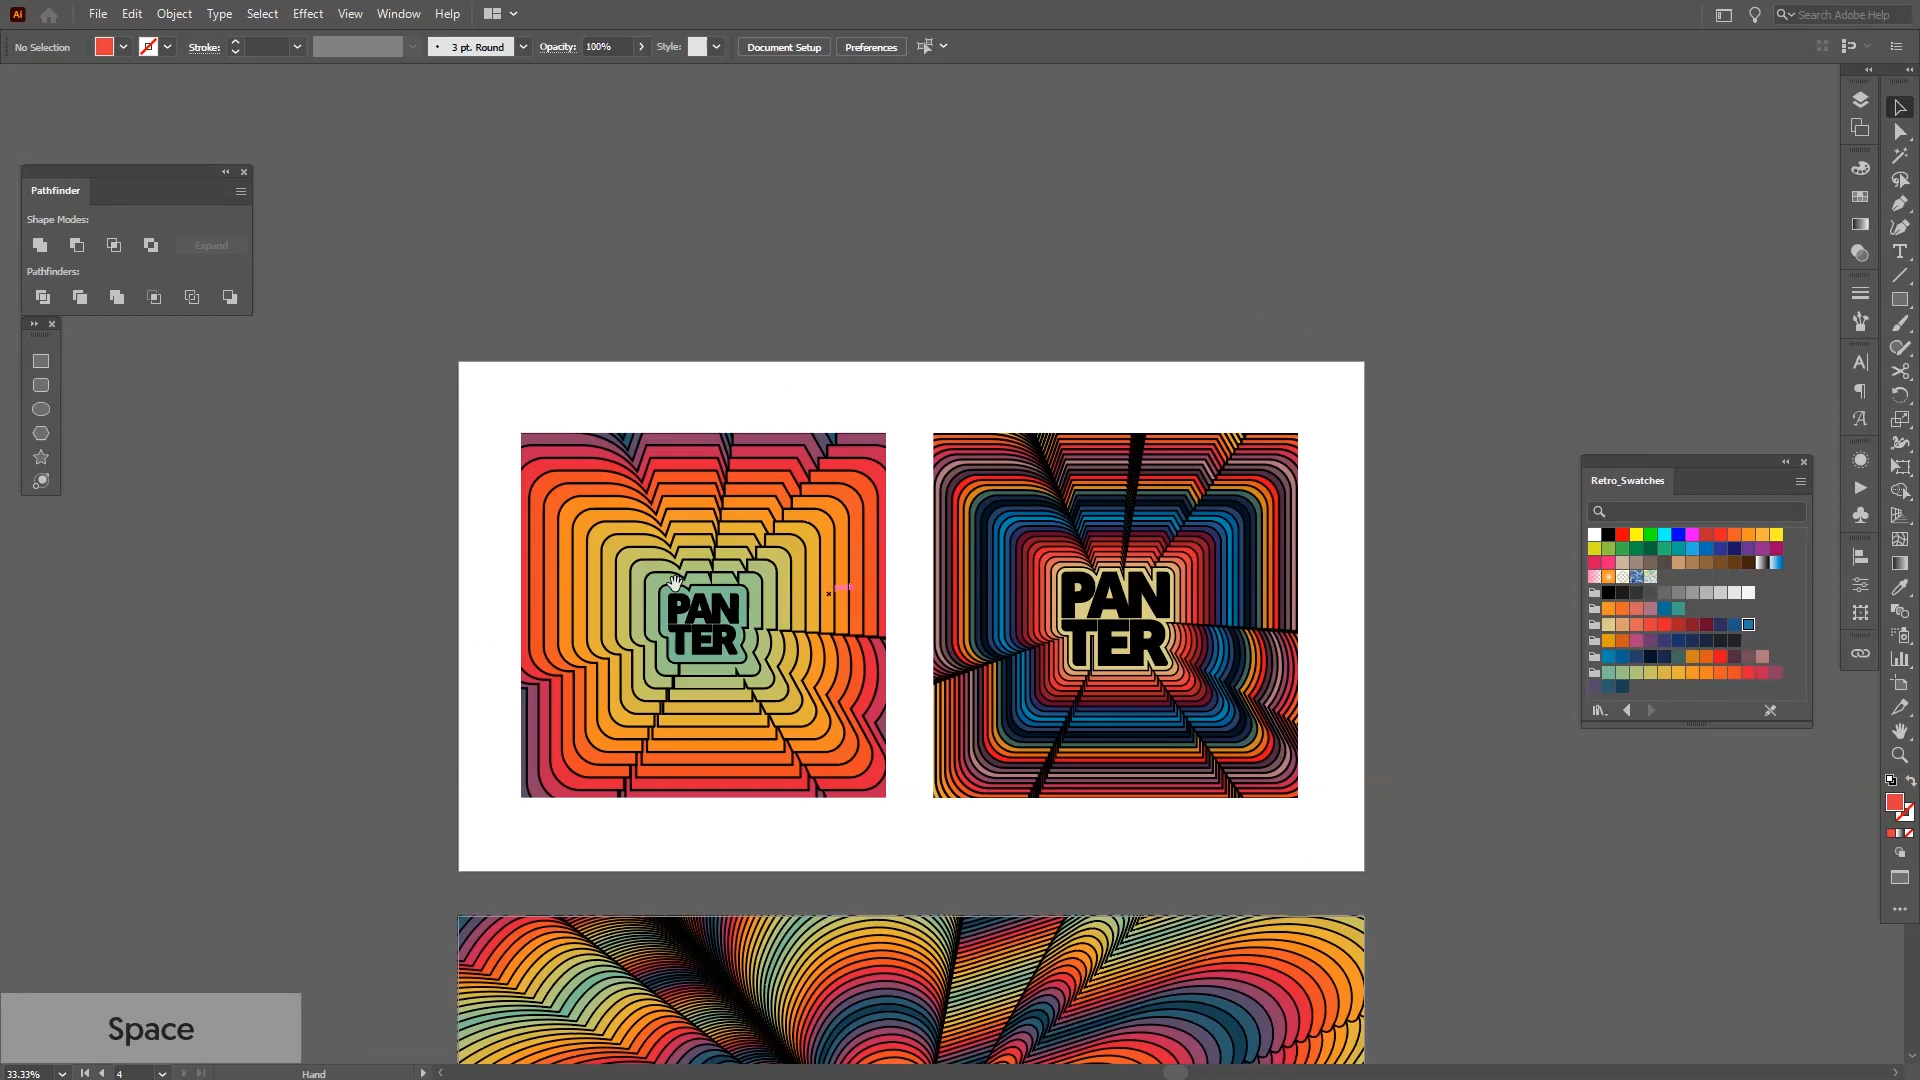 Ai File Edit Object Type Select Effect View Window Help Search Adobe Help
No Selection Stroke: 3 pt. Round Opacity: 100% Style: Document Setup Preferences
Pathfinder
Shape Modes:
Expand
Pathfinders:
Retro_Swatches
PAN
TER
PAN
TER
Space
33.33% 4 Hand